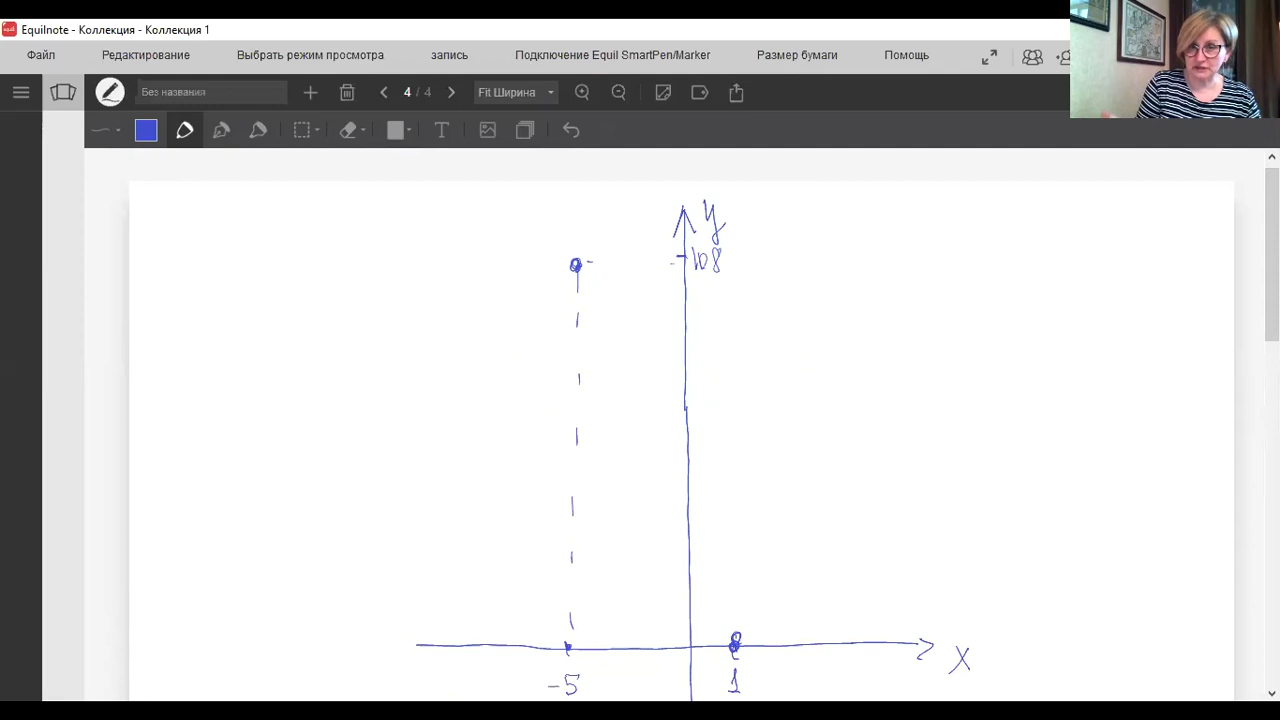 Equilnote - Коллекция - Коллекция 1
Файл Редактирование Выбрать режим просмотра запись Подключение Equil SmartPen/Marker Размер бумаги Помощь
Без названия 4 / 4 Fit Ширина
T
y
108
x
-5 1